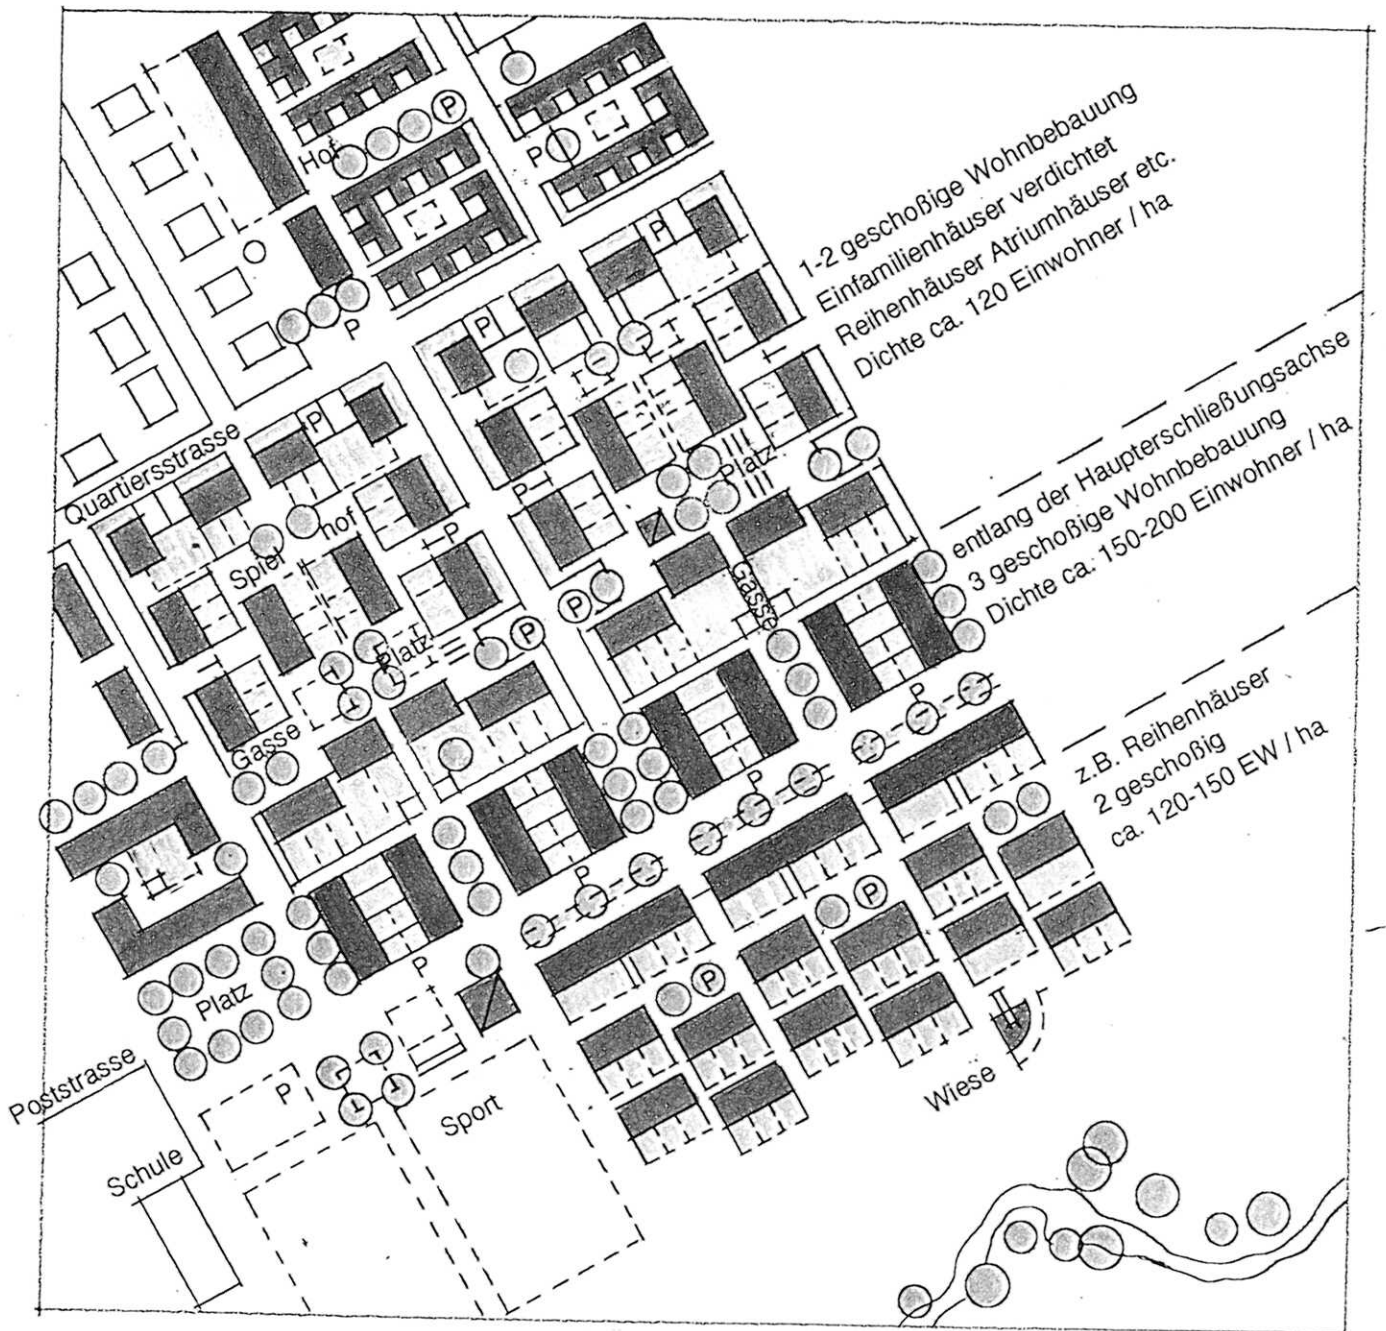 P
Hof
P
P
1-2 geschoßige Wohnbebauung
Einfamilienhäuser verdichtet
Reihenhäuser Atriumhäuser etc.
Dichte ca. 120 Einwohner / ha
P
P
P
Quartiersstrasse
P
entlang der Haupterschließungsachse
3 geschoßige Wohnbebauung
Dichte ca.: 150-200 Einwohner / ha
Platz
P
Spiel
hof
P
Gasse
P
P
Platz
z.B. Reihenhäuser
2 geschoßig
ca. 120-150 EW / ha
P
Gasse
P
P
P
P
P
Platz
Poststrasse
P
Sport
Wiese
Schule